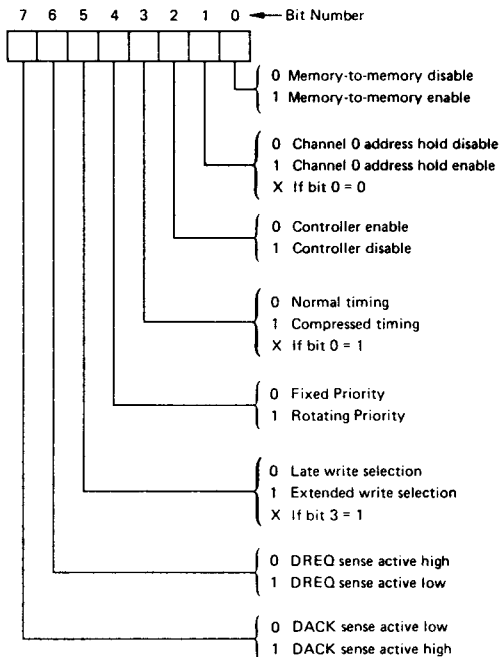 7 6 5 4 3 2 1 0 Bit Number
0 Memory-to-memory disable
1 Memory-to-memory enable
0 Channel 0 address hold disable
1 Channel 0 address hold enable
X If bit 0 = 0
0 Controller enable
1 Controller disable
0 Normal timing
1 Compressed timing
X If bit 0 = 1
0 Fixed Priority
1 Rotating Priority
0 Late write selection
1 Extended write selection
X If bit 3 = 1
0 DREQ sense active high
1 DREQ sense active low
0 DACK sense active low
1 DACK sense active high